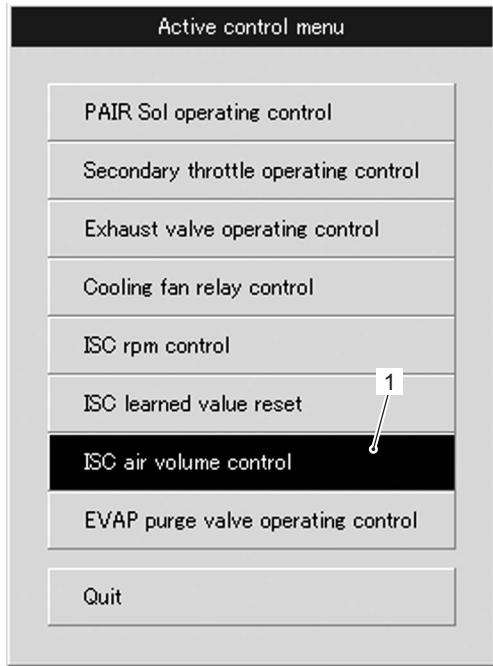 Active control menu
PAIR Sol operating control
Secondary throttle operating control
Exhaust valve operating control
Cooling fan relay control
ISC rpm control
1
ISC learned value reset
ISC air volume control
EVAP purge valve operating control
Quit